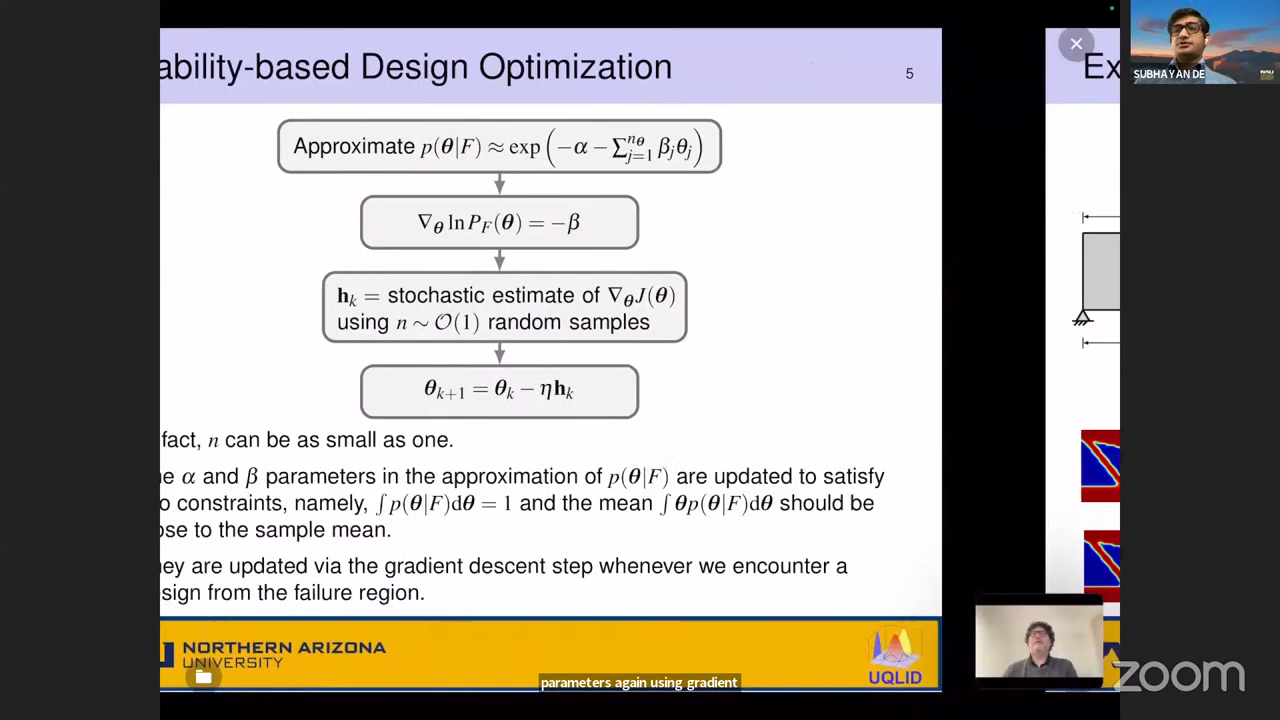 ability-based Design Optimization
5
Approximate p(θ|F) ≈ exp(−α − ∑_{j=1}^{n_θ} β_jθ_j)
∇_θ ln P_F(θ) = −β
h_k = stochastic estimate of ∇_θJ(θ)
using n ∼ O(1) random samples
θ_{k+1} = θ_k − ηh_k
fact, n can be as small as one.
e α and β parameters in the approximation of p(θ|F) are updated to satisfy
o constraints, namely, ∫p(θ|F)dθ = 1 and the mean ∫θp(θ|F)dθ should be
ose to the sample mean.
ey are updated via the gradient descent step whenever we encounter a
sign from the failure region.
NORTHERN ARIZONA
UNIVERSITY
UQLID
parameters again using gradient
Ex
SUBHAYAN DE
NAU
zoom